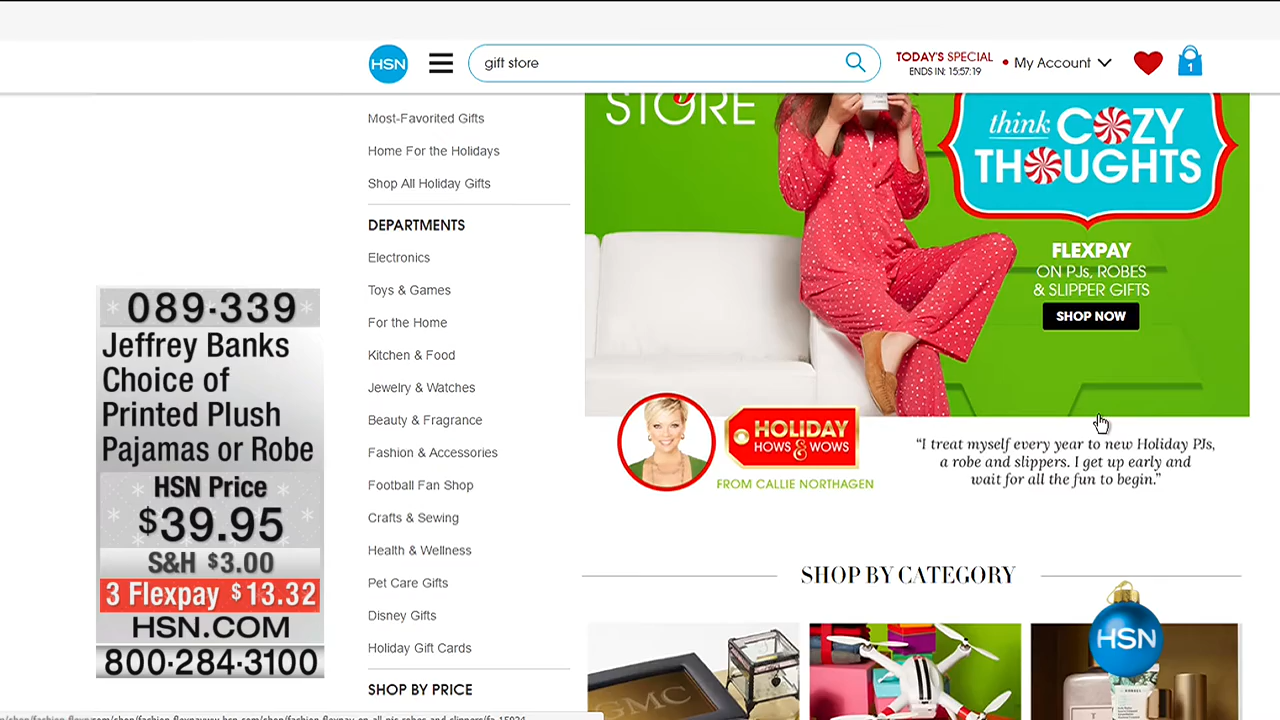 HSN
gift store
TODAY'S SPECIAL
ENDS IN: 15:57:19
My Account
1
Most-Favorited Gifts
Home For the Holidays
Shop All Holiday Gifts
DEPARTMENTS
Electronics
Toys & Games
For the Home
Kitchen & Food
Jewelry & Watches
Beauty & Fragrance
Fashion & Accessories
Football Fan Shop
Crafts & Sewing
Health & Wellness
Pet Care Gifts
Disney Gifts
Holiday Gift Cards
SHOP BY PRICE
089·339
Jeffrey Banks
Choice of
Printed Plush
Pajamas or Robe
HSN Price
$39.95
S&H $3.00
3 Flexpay $13.32
HSN.COM
800·284·3100
STORE
think COZY
THOUGHTS
FLEXPAY
ON PJs, ROBES
& SLIPPER GIFTS
SHOP NOW
HOLIDAY
HOWS & WOWS
FROM CALLIE NORTHAGEN
“I treat myself every year to new Holiday PJs,
a robe and slippers. I get up early and
wait for all the fun to begin.”
SHOP BY CATEGORY
GMC
HSN